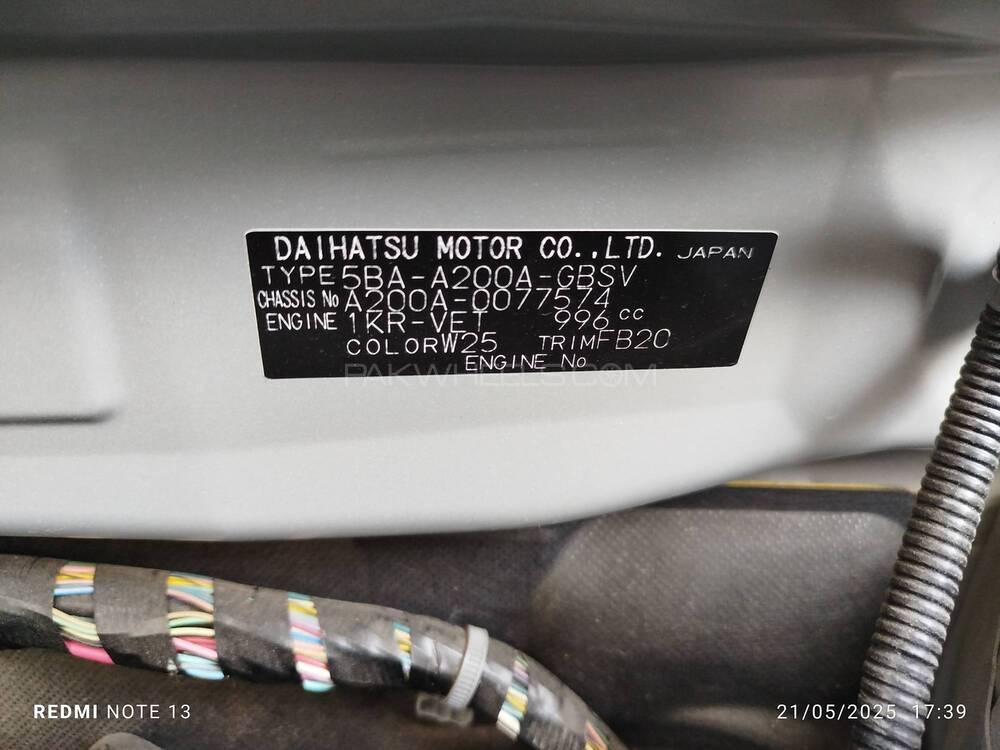 DAIHATSU MOTOR CO.,LTD. JAPAN
TYPE 5BA-A200A-GBSV
CHASSIS No A200A-0077574
ENGINE 1KR-VET 996 cc
COLOR W25 TRIM FB20
ENGINE No
PAKWHEELS.COM
REDMI NOTE 13
21/05/2025 17:39